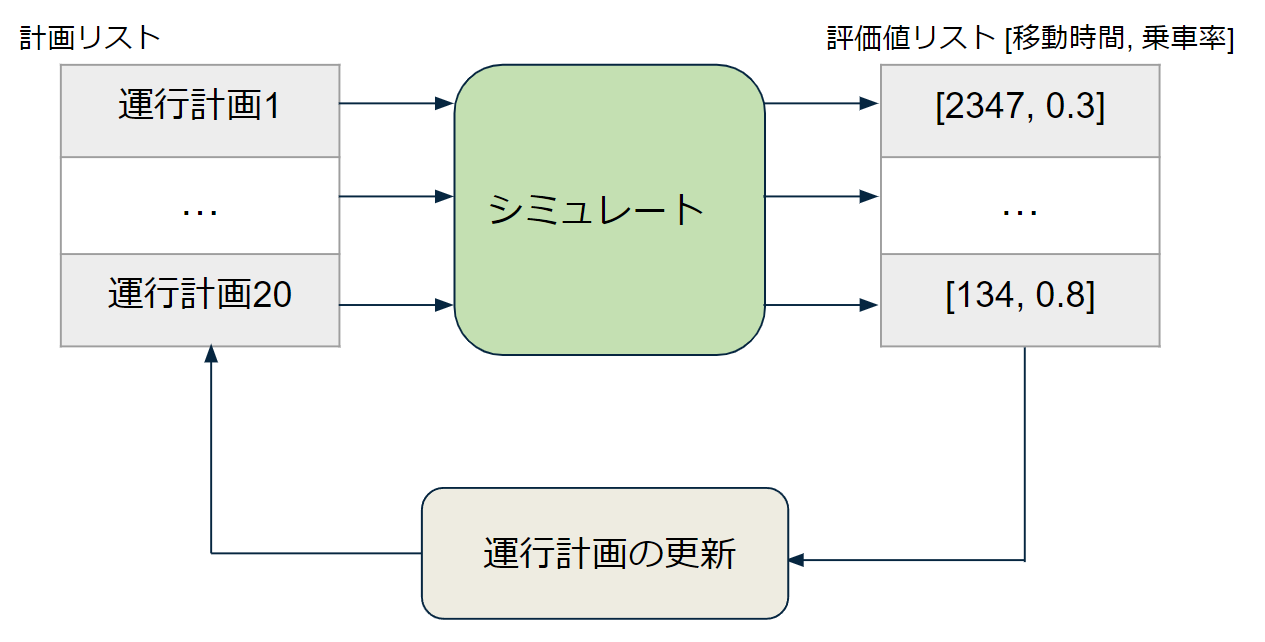 計画リスト
評価値リスト [移動時間, 乗車率]
運行計画1
[2347, 0.3]
…
シミュレート
…
運行計画20
[134, 0.8]
運行計画の更新